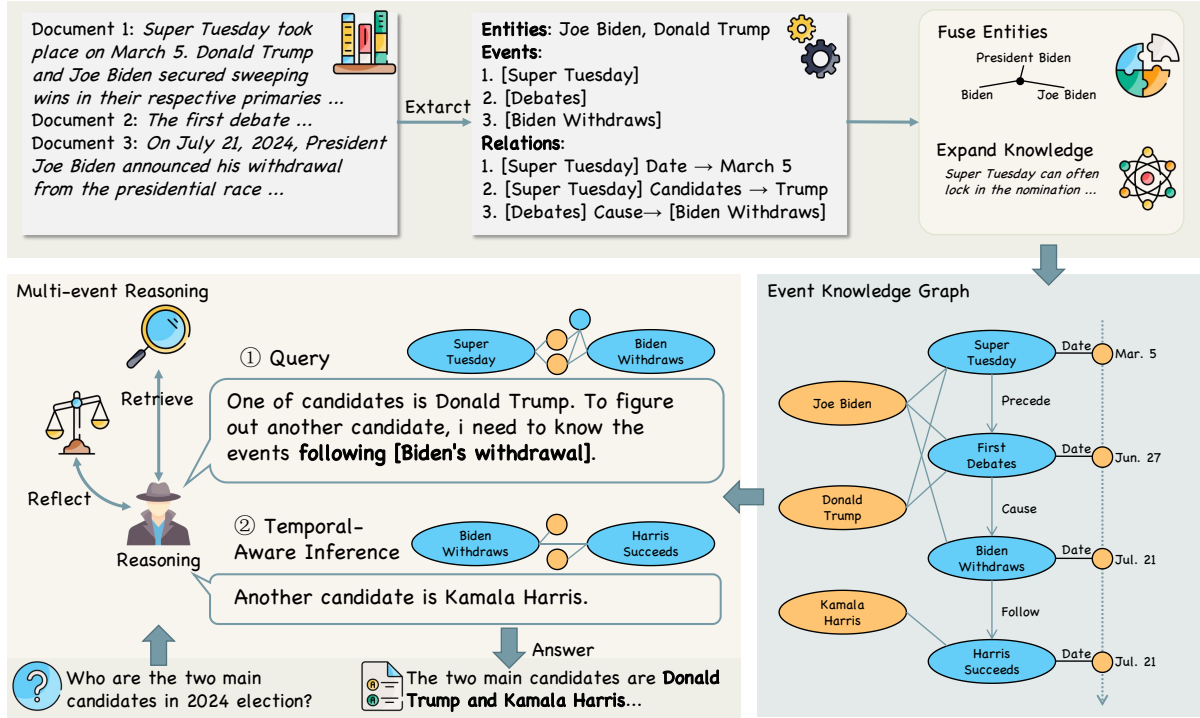 Document 1: Super Tuesday took
place on March 5. Donald Trump
and Joe Biden secured sweeping
wins in their respective primaries ...
Document 2: The first debate ...
Document 3: On July 21, 2024, President
Joe Biden announced his withdrawal
from the presidential race ...
Extarct
Entities: Joe Biden, Donald Trump
Events:
1. [Super Tuesday]
2. [Debates]
3. [Biden Withdraws]
Relations:
1. [Super Tuesday] Date → March 5
2. [Super Tuesday] Candidates → Trump
3. [Debates] Cause→ [Biden Withdraws]
Fuse Entities
President Biden
Biden
Joe Biden
Expand Knowledge
Super Tuesday can often
lock in the nomination ...
Multi-event Reasoning
Retrieve
Reflect
Reasoning
① Query
Super
Tuesday
Biden
Withdraws
One of candidates is Donald Trump. To figure
out another candidate, i need to know the
events following [Biden's withdrawal].
② Temporal-
Aware Inference
Biden
Withdraws
Harris
Succeeds
Another candidate is Kamala Harris.
Answer
Who are the two main
candidates in 2024 election?
A
A
The two main candidates are Donald
Trump and Kamala Harris...
Event Knowledge Graph
Super
Tuesday
Date
Mar. 5
Joe Biden
Precede
First
Debates
Date
Jun. 27
Donald
Trump
Cause
Biden
Withdraws
Date
Jul. 21
Kamala
Harris
Follow
Harris
Succeeds
Date
Jul. 21